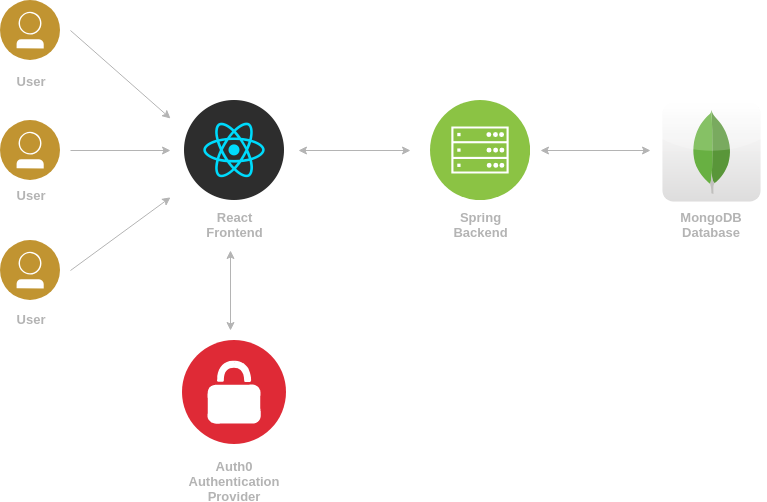 User
User
User
React
Frontend
Spring
Backend
MongoDB
Database
Auth0
Authentication
Provider